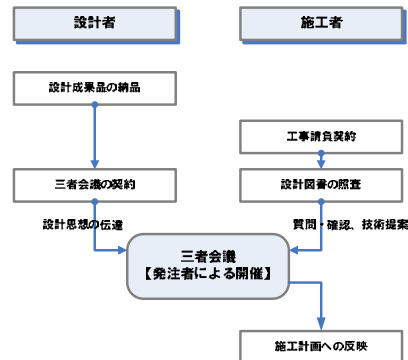 設計者
施工者
設計成果品の納品
工事請負契約
三者会議の契約
設計図書の照査
設計思想の伝達
質問・確認、技術提案
三者会議
【発注者による開催】
施工計画への反映